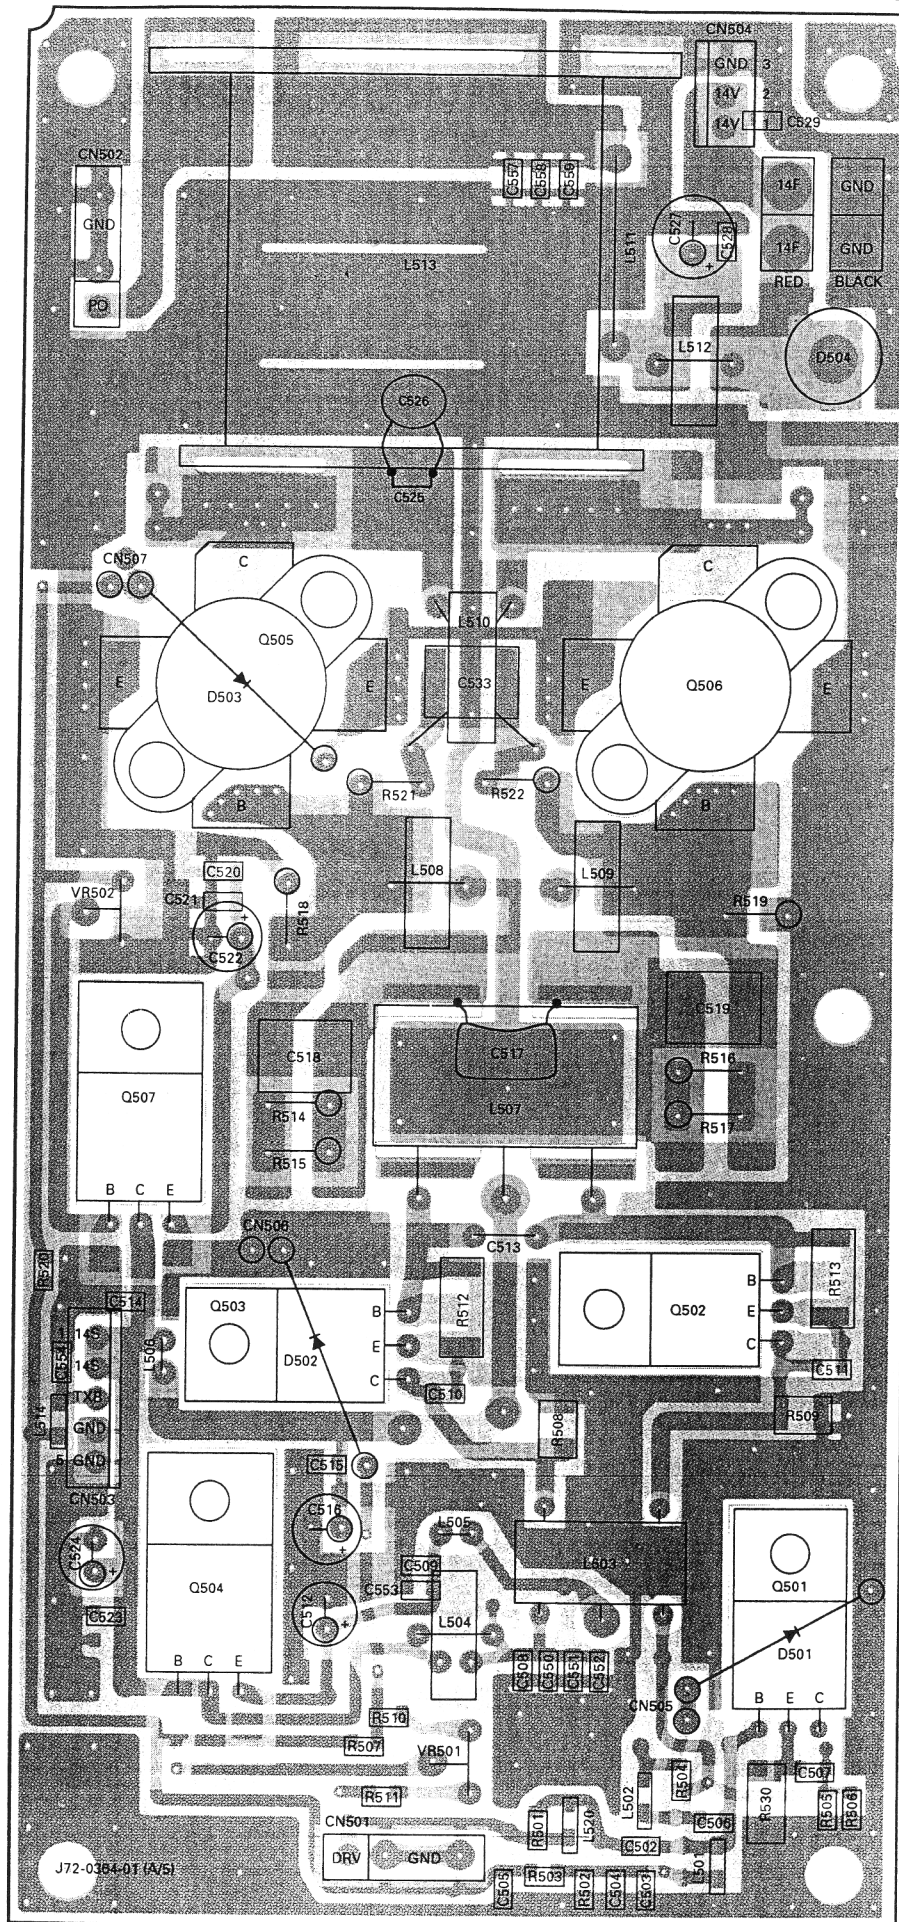 CN504
GND 3
14V 2
14V 1 C529
CN502
C557
C558
C556
14F
GND
GND
C527
+
C528
L511
L513
14F
GND
RED
BLACK
PO
L512
D504
C526
C525
CN507
C
C
Q505
L510
E
D503
E
C533
E
Q506
E
R521
R522
B
B
C520
L508
L509
VR502
C521
R518
R519
+
C522
C519
C518
C517
R516
Q507
R514
L507
R517
R515
B C E
CN506
C513
R520
R512
R513
B
C514
Q503
B
Q502
E
1 14S
C554
L506
D502
E
C
14S
C
C511
TX8
C510
L514
GND
R508
R509
5 GND
C515
CN503
C516
+
L505
C524
+
C509
L503
Q504
C553
Q501
C523
C512
+
L504
D501
B C E
C508
C550
C551
C552
CN505
R510
B E C
R507
VR501
C507
R504
R511
L502
R530
R505
R506
CN501
R501
L520
C506
C502
DRV
GND
L501
J72-0364-01 (A/5)
C505
R503
R502
C504
C503